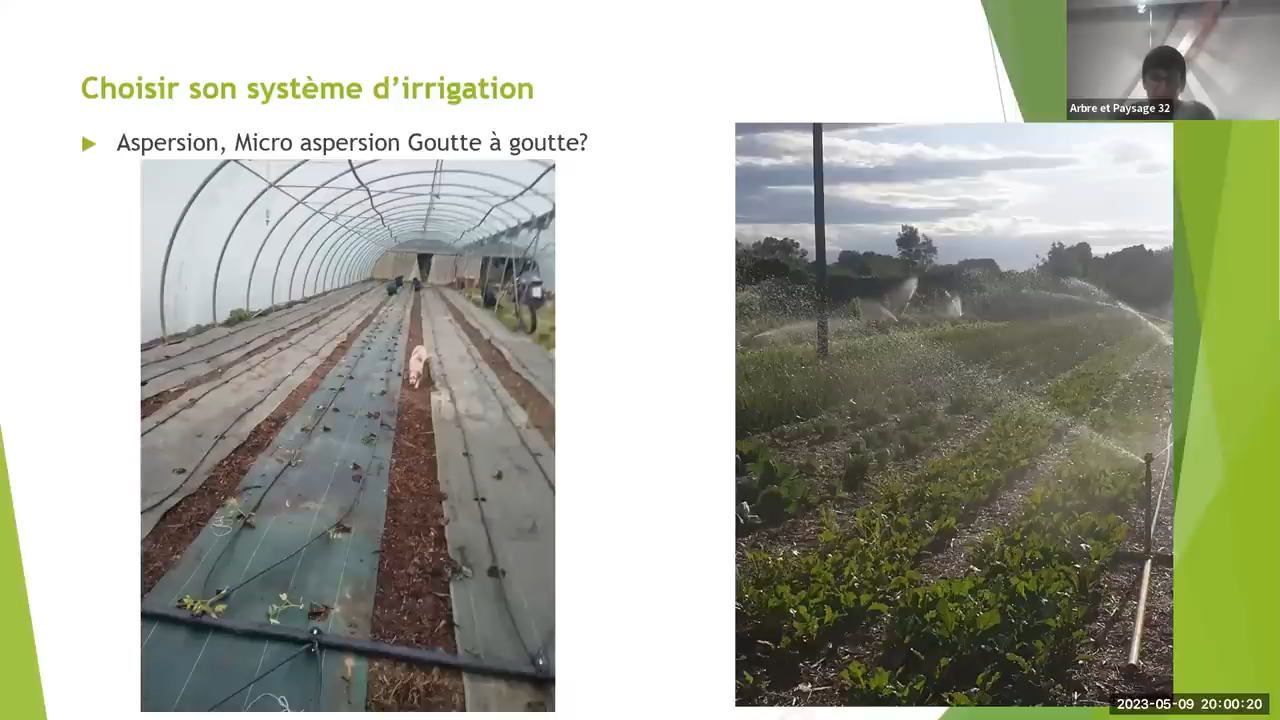 Choisir son système d'irrigation
Aspersion, Micro aspersion Goutte à goutte?
Arbre et Paysage 32
2023-05-09 20:00:20